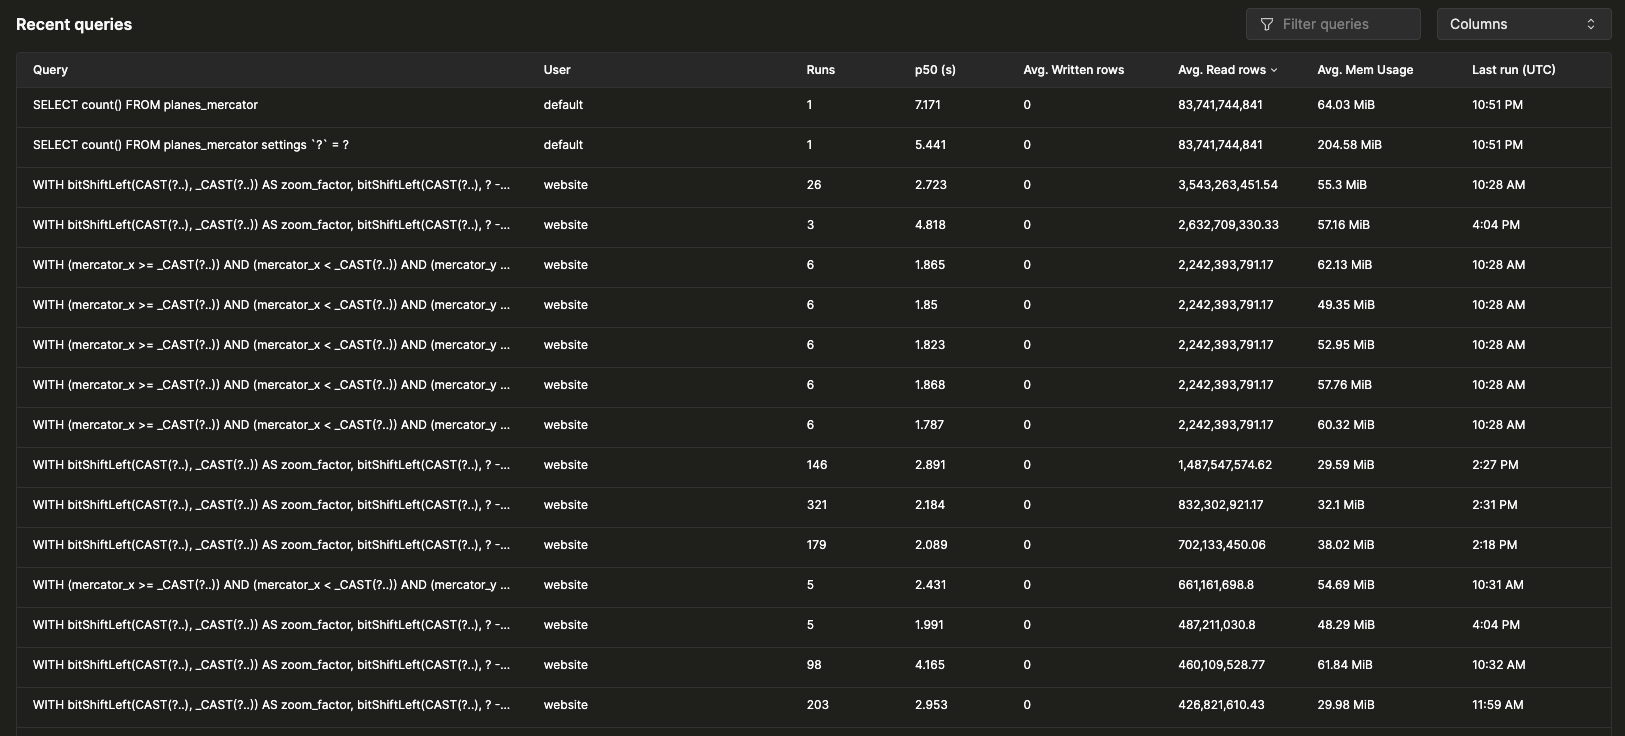 Recent queries
Filter queries
Columns
Query User Runs p50 (s) Avg. Written rows Avg. Read rows Avg. Mem Usage Last run (UTC)
SELECT count() FROM planes_mercator default 1 7.171 0 83,741,744,841 64.03 MiB 10:51 PM
SELECT count() FROM planes_mercator settings `?` = ? default 1 5.441 0 83,741,744,841 204.58 MiB 10:51 PM
WITH bitShiftLeft(CAST(?..), _CAST(?..)) AS zoom_factor, bitShiftLeft(CAST(?..), ? -... website 26 2.723 0 3,543,263,451.54 55.3 MiB 10:28 AM
WITH bitShiftLeft(CAST(?..), _CAST(?..)) AS zoom_factor, bitShiftLeft(CAST(?..), ? -... website 3 4.818 0 2,632,709,330.33 57.16 MiB 4:04 PM
WITH (mercator_x >= _CAST(?..)) AND (mercator_x < _CAST(?..)) AND (mercator_y ... website 6 1.865 0 2,242,393,791.17 62.13 MiB 10:28 AM
WITH (mercator_x >= _CAST(?..)) AND (mercator_x < _CAST(?..)) AND (mercator_y ... website 6 1.85 0 2,242,393,791.17 49.35 MiB 10:28 AM
WITH (mercator_x >= _CAST(?..)) AND (mercator_x < _CAST(?..)) AND (mercator_y ... website 6 1.823 0 2,242,393,791.17 52.95 MiB 10:28 AM
WITH (mercator_x >= _CAST(?..)) AND (mercator_x < _CAST(?..)) AND (mercator_y ... website 6 1.868 0 2,242,393,791.17 57.76 MiB 10:28 AM
WITH (mercator_x >= _CAST(?..)) AND (mercator_x < _CAST(?..)) AND (mercator_y ... website 6 1.787 0 2,242,393,791.17 60.32 MiB 10:28 AM
WITH bitShiftLeft(CAST(?..), _CAST(?..)) AS zoom_factor, bitShiftLeft(CAST(?..), ? -... website 146 2.891 0 1,487,547,574.62 29.59 MiB 2:27 PM
WITH bitShiftLeft(CAST(?..), _CAST(?..)) AS zoom_factor, bitShiftLeft(CAST(?..), ? -... website 321 2.184 0 832,302,921.17 32.1 MiB 2:31 PM
WITH bitShiftLeft(CAST(?..), _CAST(?..)) AS zoom_factor, bitShiftLeft(CAST(?..), ? -... website 179 2.089 0 702,133,450.06 38.02 MiB 2:18 PM
WITH (mercator_x >= _CAST(?..)) AND (mercator_x < _CAST(?..)) AND (mercator_y ... website 5 2.431 0 661,161,698.8 54.69 MiB 10:31 AM
WITH bitShiftLeft(CAST(?..), _CAST(?..)) AS zoom_factor, bitShiftLeft(CAST(?..), ? -... website 5 1.991 0 487,211,030.8 48.29 MiB 4:04 PM
WITH bitShiftLeft(CAST(?..), _CAST(?..)) AS zoom_factor, bitShiftLeft(CAST(?..), ? -... website 98 4.165 0 460,109,528.77 61.84 MiB 10:32 AM
WITH bitShiftLeft(CAST(?..), _CAST(?..)) AS zoom_factor, bitShiftLeft(CAST(?..), ? -... website 203 2.953 0 426,821,610.43 29.98 MiB 11:59 AM